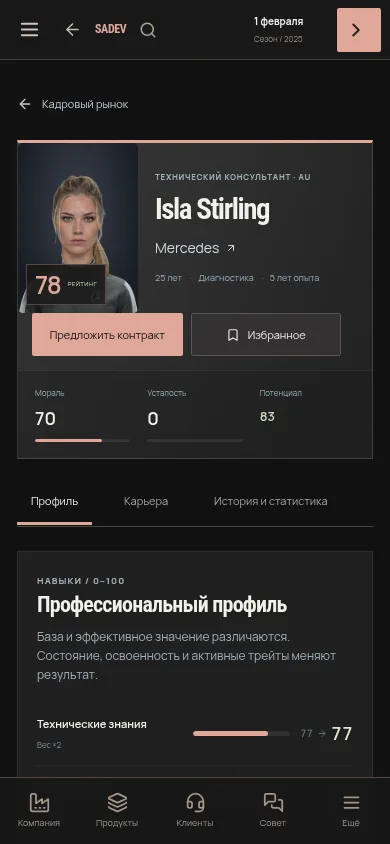 SADEV
1 февраля
Сезон / 2025
Кадровый рынок
ТЕХНИЧЕСКИЙ КОНСУЛЬТАНТ · AU
Isla Stirling
Mercedes ↗
25 лет · Диагностика · 5 лет опыта
78 РЕЙТИНГ
Предложить контракт
Избранное
Мораль
70
Усталость
0
Потенциал
83
Профиль
Карьера
История и статистика
НАВЫКИ / 0–100
Профессиональный профиль
База и эффективное значение различаются.
Состояние, освоенность и активные трейты меняют
результат.
Технические знания
Вес ×2
77 → 77
Компания
Продукты
Клиенты
Совет
Ещё